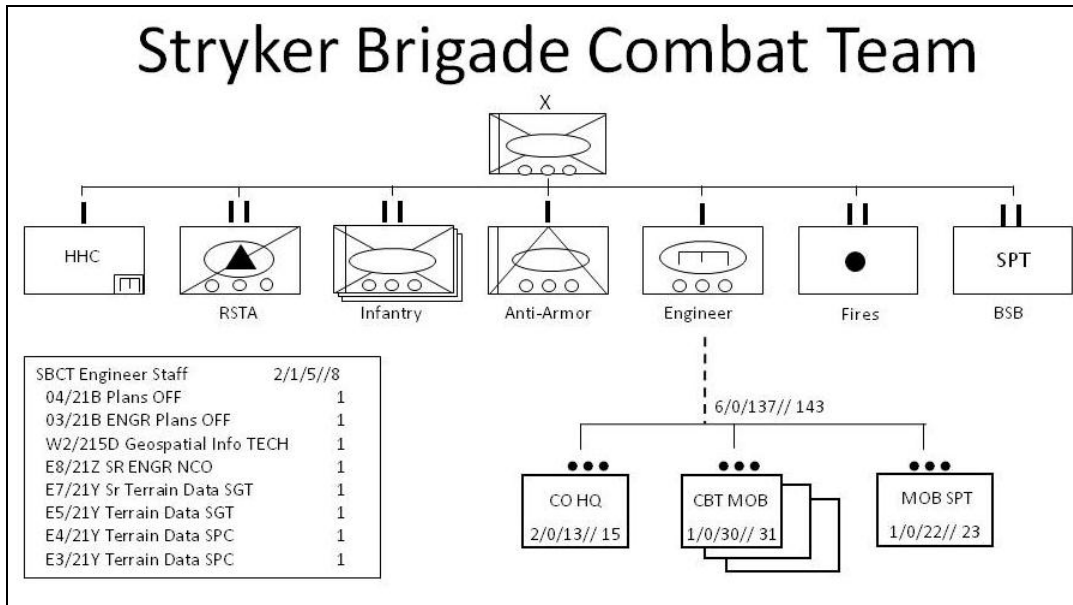 Stryker Brigade Combat Team
X
HHC
SPT
RSTA
Infantry
Anti-Armor
Engineer
Fires
BSB
SBCT Engineer Staff 2/1/5//8
04/21B Plans OFF 1
03/21B ENGR Plans OFF 1
W2/215D Geospatial Info TECH 1
E8/21Z SR ENGR NCO 1
E7/21Y Sr Terrain Data SGT 1
E5/21Y Terrain Data SGT 1
E4/21Y Terrain Data SPC 1
E3/21Y Terrain Data SPC 1
6/0/137// 143
CO HQ
2/0/13// 15
CBT MOB
1/0/30// 31
MOB SPT
1/0/22// 23